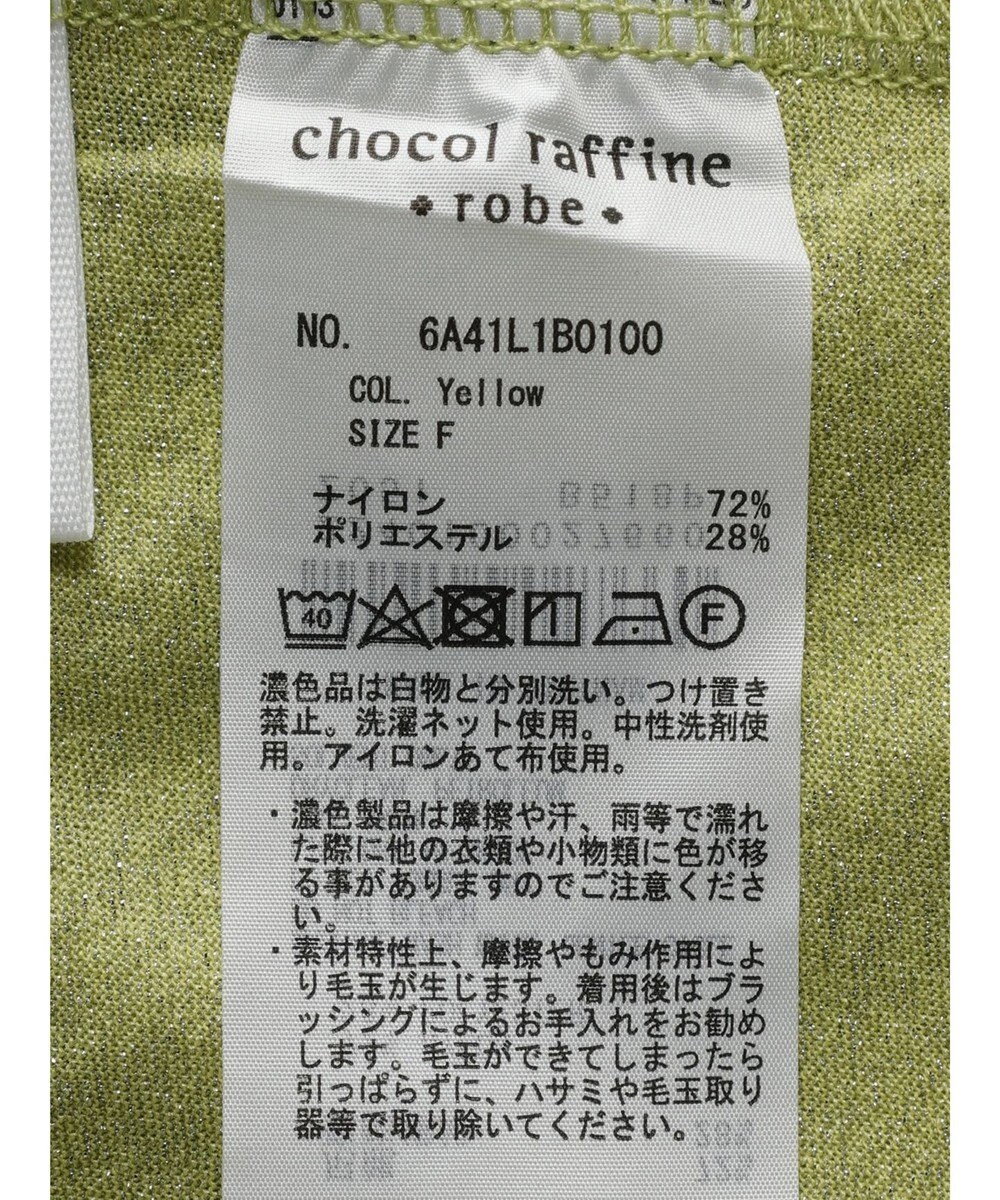 chocol raffine
robe
NO. 6A41L1B0100
COL. Yellow
SIZE F
ナイロン 72%
ポリエステル 28%
40 F
濃色品は白物と分別洗い。つけ置き
禁止。洗濯ネット使用。中性洗剤使
用。アイロンあて布使用。
・濃色製品は摩擦や汗、雨等で濡れ
た際に他の衣類や小物類に色が移
る事がありますのでご注意くださ
い。
・素材特性上、摩擦やもみ作用によ
り毛玉が生じます。着用後はブラ
ッシングによるお手入れをお勧め
します。毛玉ができてしまったら
引っぱらずに、ハサミや毛玉取り
器等で取り除いてください。